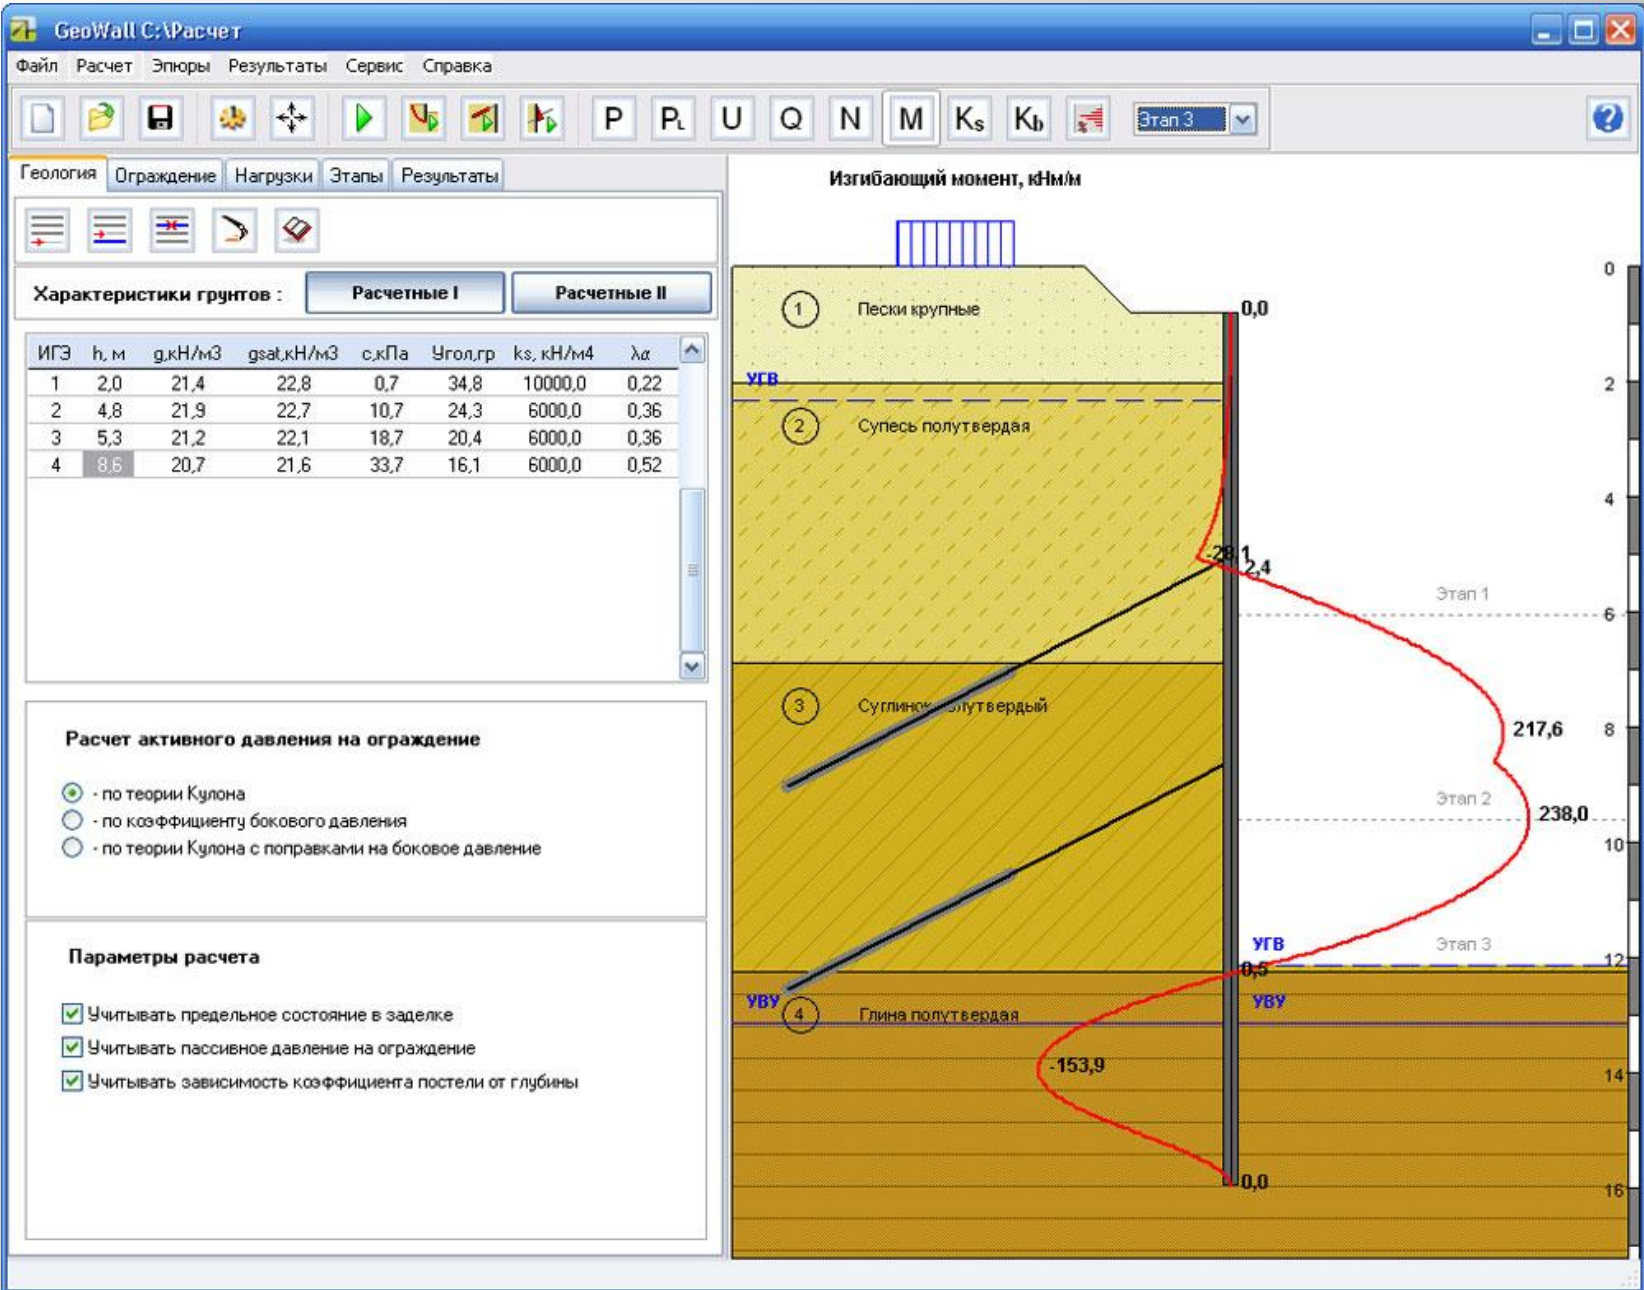 GeoWall C:\Расчет
Файл Расчет Эпюры Результаты Сервис Справка
P PL U Q N M Ks Kb Этап 3
Геология Ограждение Нагрузки Этапы Результаты
Характеристики грунтов : Расчетные I Расчетные II
ИГЭ h, м g,кН/м3 gsat,кН/м3 c,кПа Угол,гр ks, кН/м4 λα
1 2,0 21,4 22,8 0,7 34,8 10000,0 0,22
2 4,8 21,9 22,7 10,7 24,3 6000,0 0,36
3 5,3 21,2 22,1 18,7 20,4 6000,0 0,36
4 8,6 20,7 21,6 33,7 16,1 6000,0 0,52
Расчет активного давления на ограждение
- по теории Кулона
- по коэффициенту бокового давления
- по теории Кулона с поправками на боковое давление
Параметры расчета
Учитывать предельное состояние в заделке
Учитывать пассивное давление на ограждение
Учитывать зависимость коэффициента постели от глубины
Изгибающий момент, кНм/м
0
1 Пески крупные 0,0
УГВ 2
2 Супесь полутвердая
4
-28,1
2,4
Этап 1
6
3 Суглинок полутвердый
217,6 8
Этап 2
238,0
10
УГВ Этап 3
12
0,5
УВУ УВУ
4 Глина полутвердая
-153,9
14
0,0
16